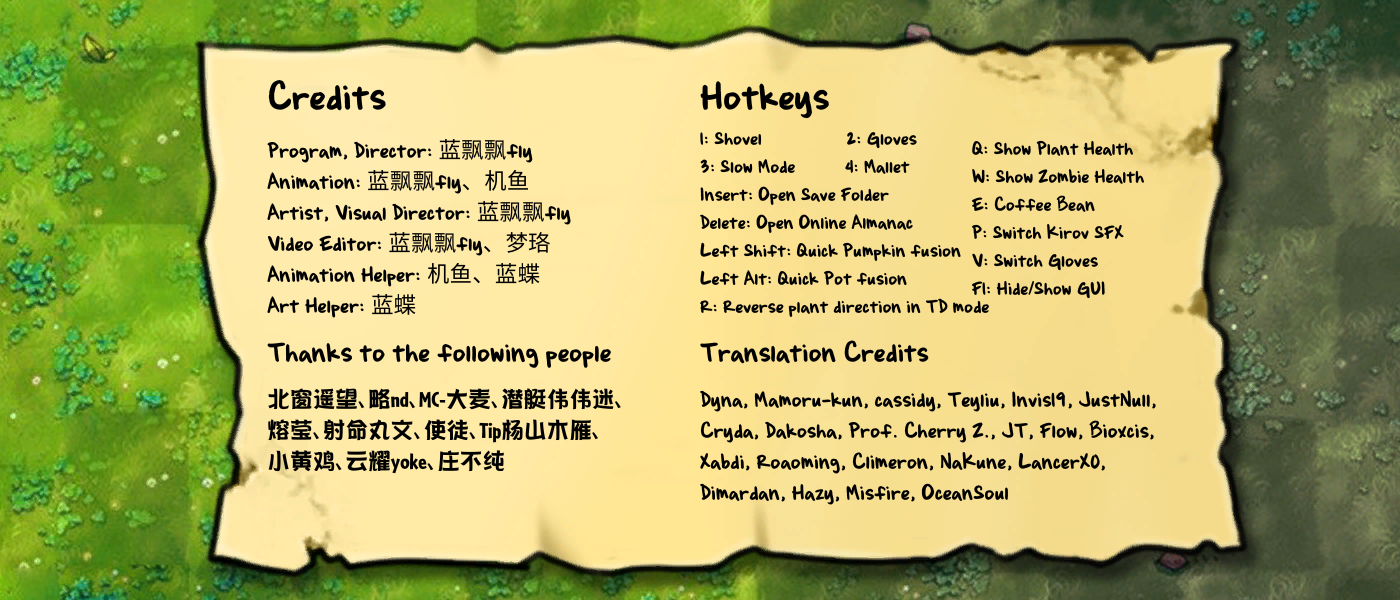 Credits
Program, Director: 蓝飘飘fly
Animation: 蓝飘飘fly、机鱼
Artist, Visual Director: 蓝飘飘fly
Video Editor: 蓝飘飘fly、梦珞
Animation Helper: 机鱼、蓝蝶
Art Helper: 蓝蝶
Thanks to the following people
北窗遥望、略nd、MC-大麦、潜艇伟伟迷、
熔莹、射命丸文、使徒、Tip杨山木雁、
小黄鸡、云耀yoke、庄不纯
Hotkeys
1: Shovel 2: Gloves
3: Slow Mode 4: Mallet
Insert: Open Save Folder
Delete: Open Online Almanac
Left Shift: Quick Pumpkin fusion
Left Alt: Quick Pot fusion
R: Reverse plant direction in TD mode
Q: Show Plant Health
W: Show Zombie Health
E: Coffee Bean
P: Switch Kirov SFX
V: Switch Gloves
F1: Hide/Show GUI
Translation Credits
Dyna, Mamoru-kun, cassidy, Teyliu, Invis19, JustNull,
Cryda, Dakosha, Prof. Cherry Z., JT, Flow, Bioxcis,
Xabdi, Roaoming, Climeron, NaKune, LancerXO,
Dimardan, Hazy, Misfire, OceanSoul